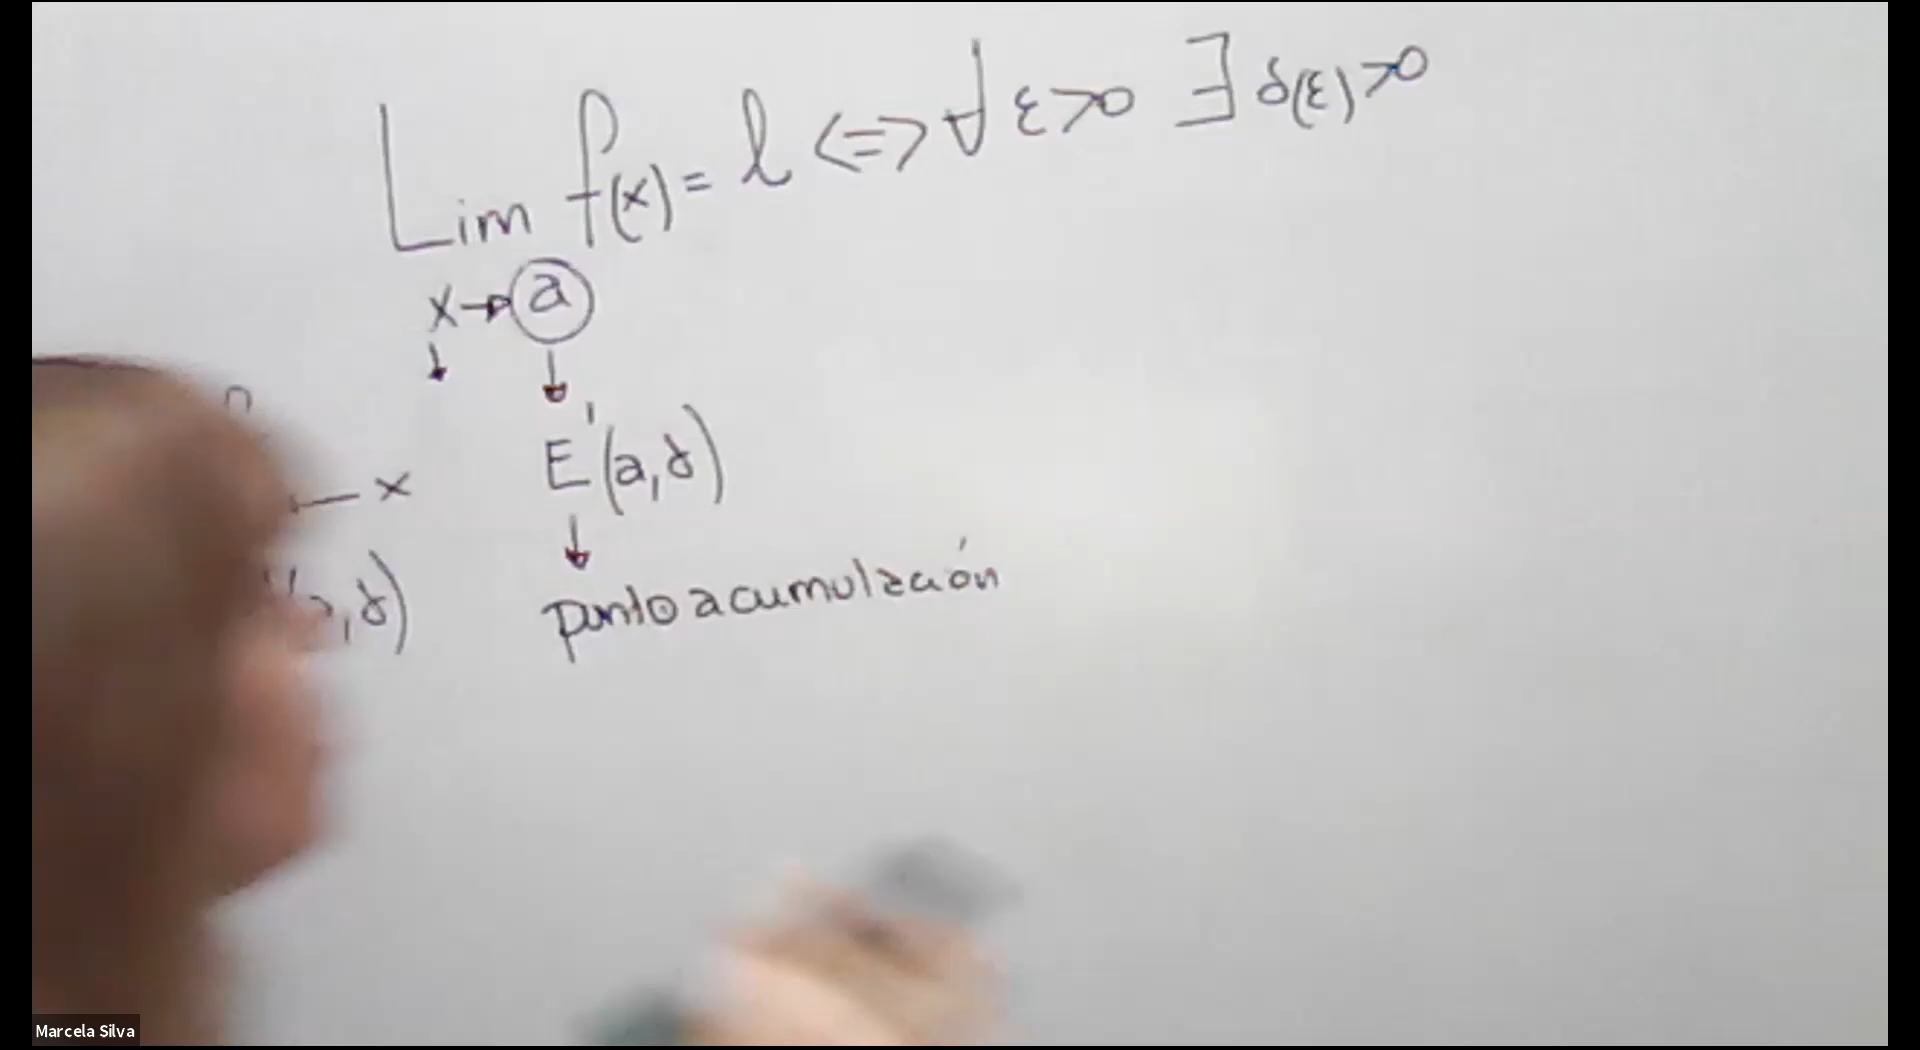 Lim f(x) = l <=> ∀ ε>0 ∃ δ(ε)>0
x→a
x E'(a,δ)
,δ) punto acumulación
Marcela Silva